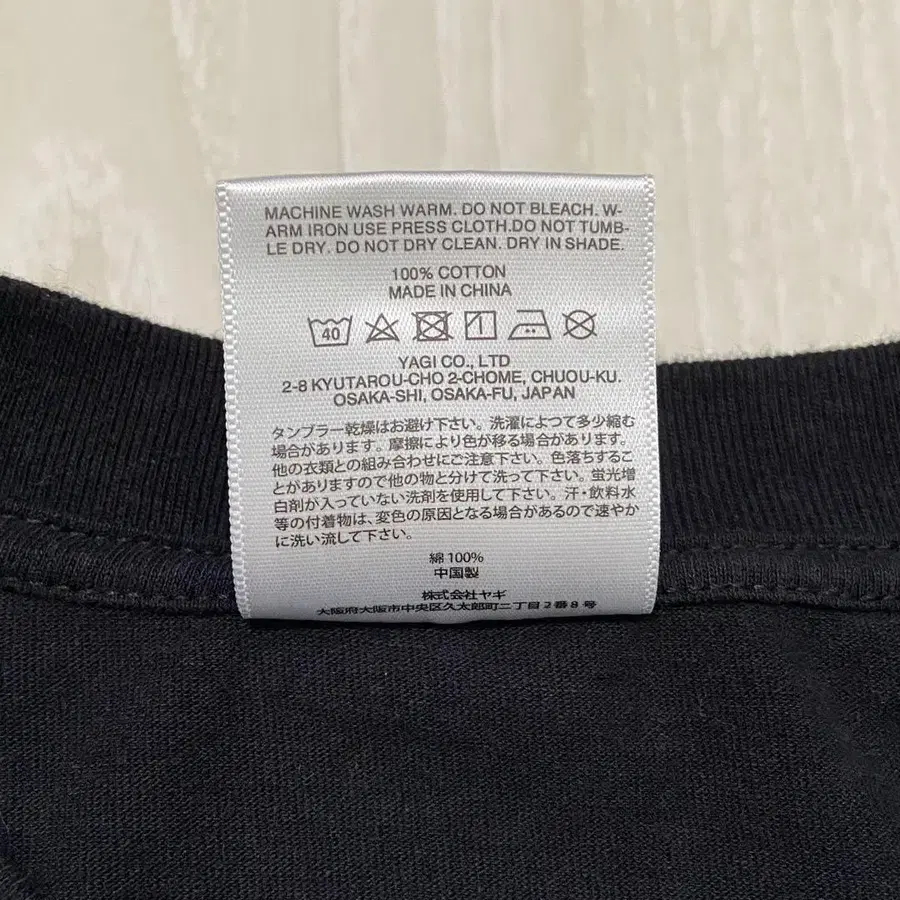 MACHINE WASH WARM. DO NOT BLEACH. W-
ARM IRON USE PRESS CLOTH.DO NOT TUMB-
LE DRY. DO NOT DRY CLEAN. DRY IN SHADE.
100% COTTON
MADE IN CHINA
40
YAGI CO., LTD
2-8 KYUTAROU-CHO 2-CHOME, CHUOU-KU.
OSAKA-SHI, OSAKA-FU, JAPAN
タンブラー乾燥はお避け下さい。洗濯によつて多少縮む
場合があります。摩擦により色が移る場合があります。
他の衣類との組み合わせにご注意下さい。色落ちするこ
とがありますので他の物と分けて洗って下さい。蛍光増
白剤が入っていない洗剤を使用して下さい。汗・飲料水
等の付着物は、変色の原因となる場合があるので速やか
に洗い流して下さい。
綿100%
中国製
株式会社ヤギ
大阪府大阪市中央区久太郎町二丁目2番8号